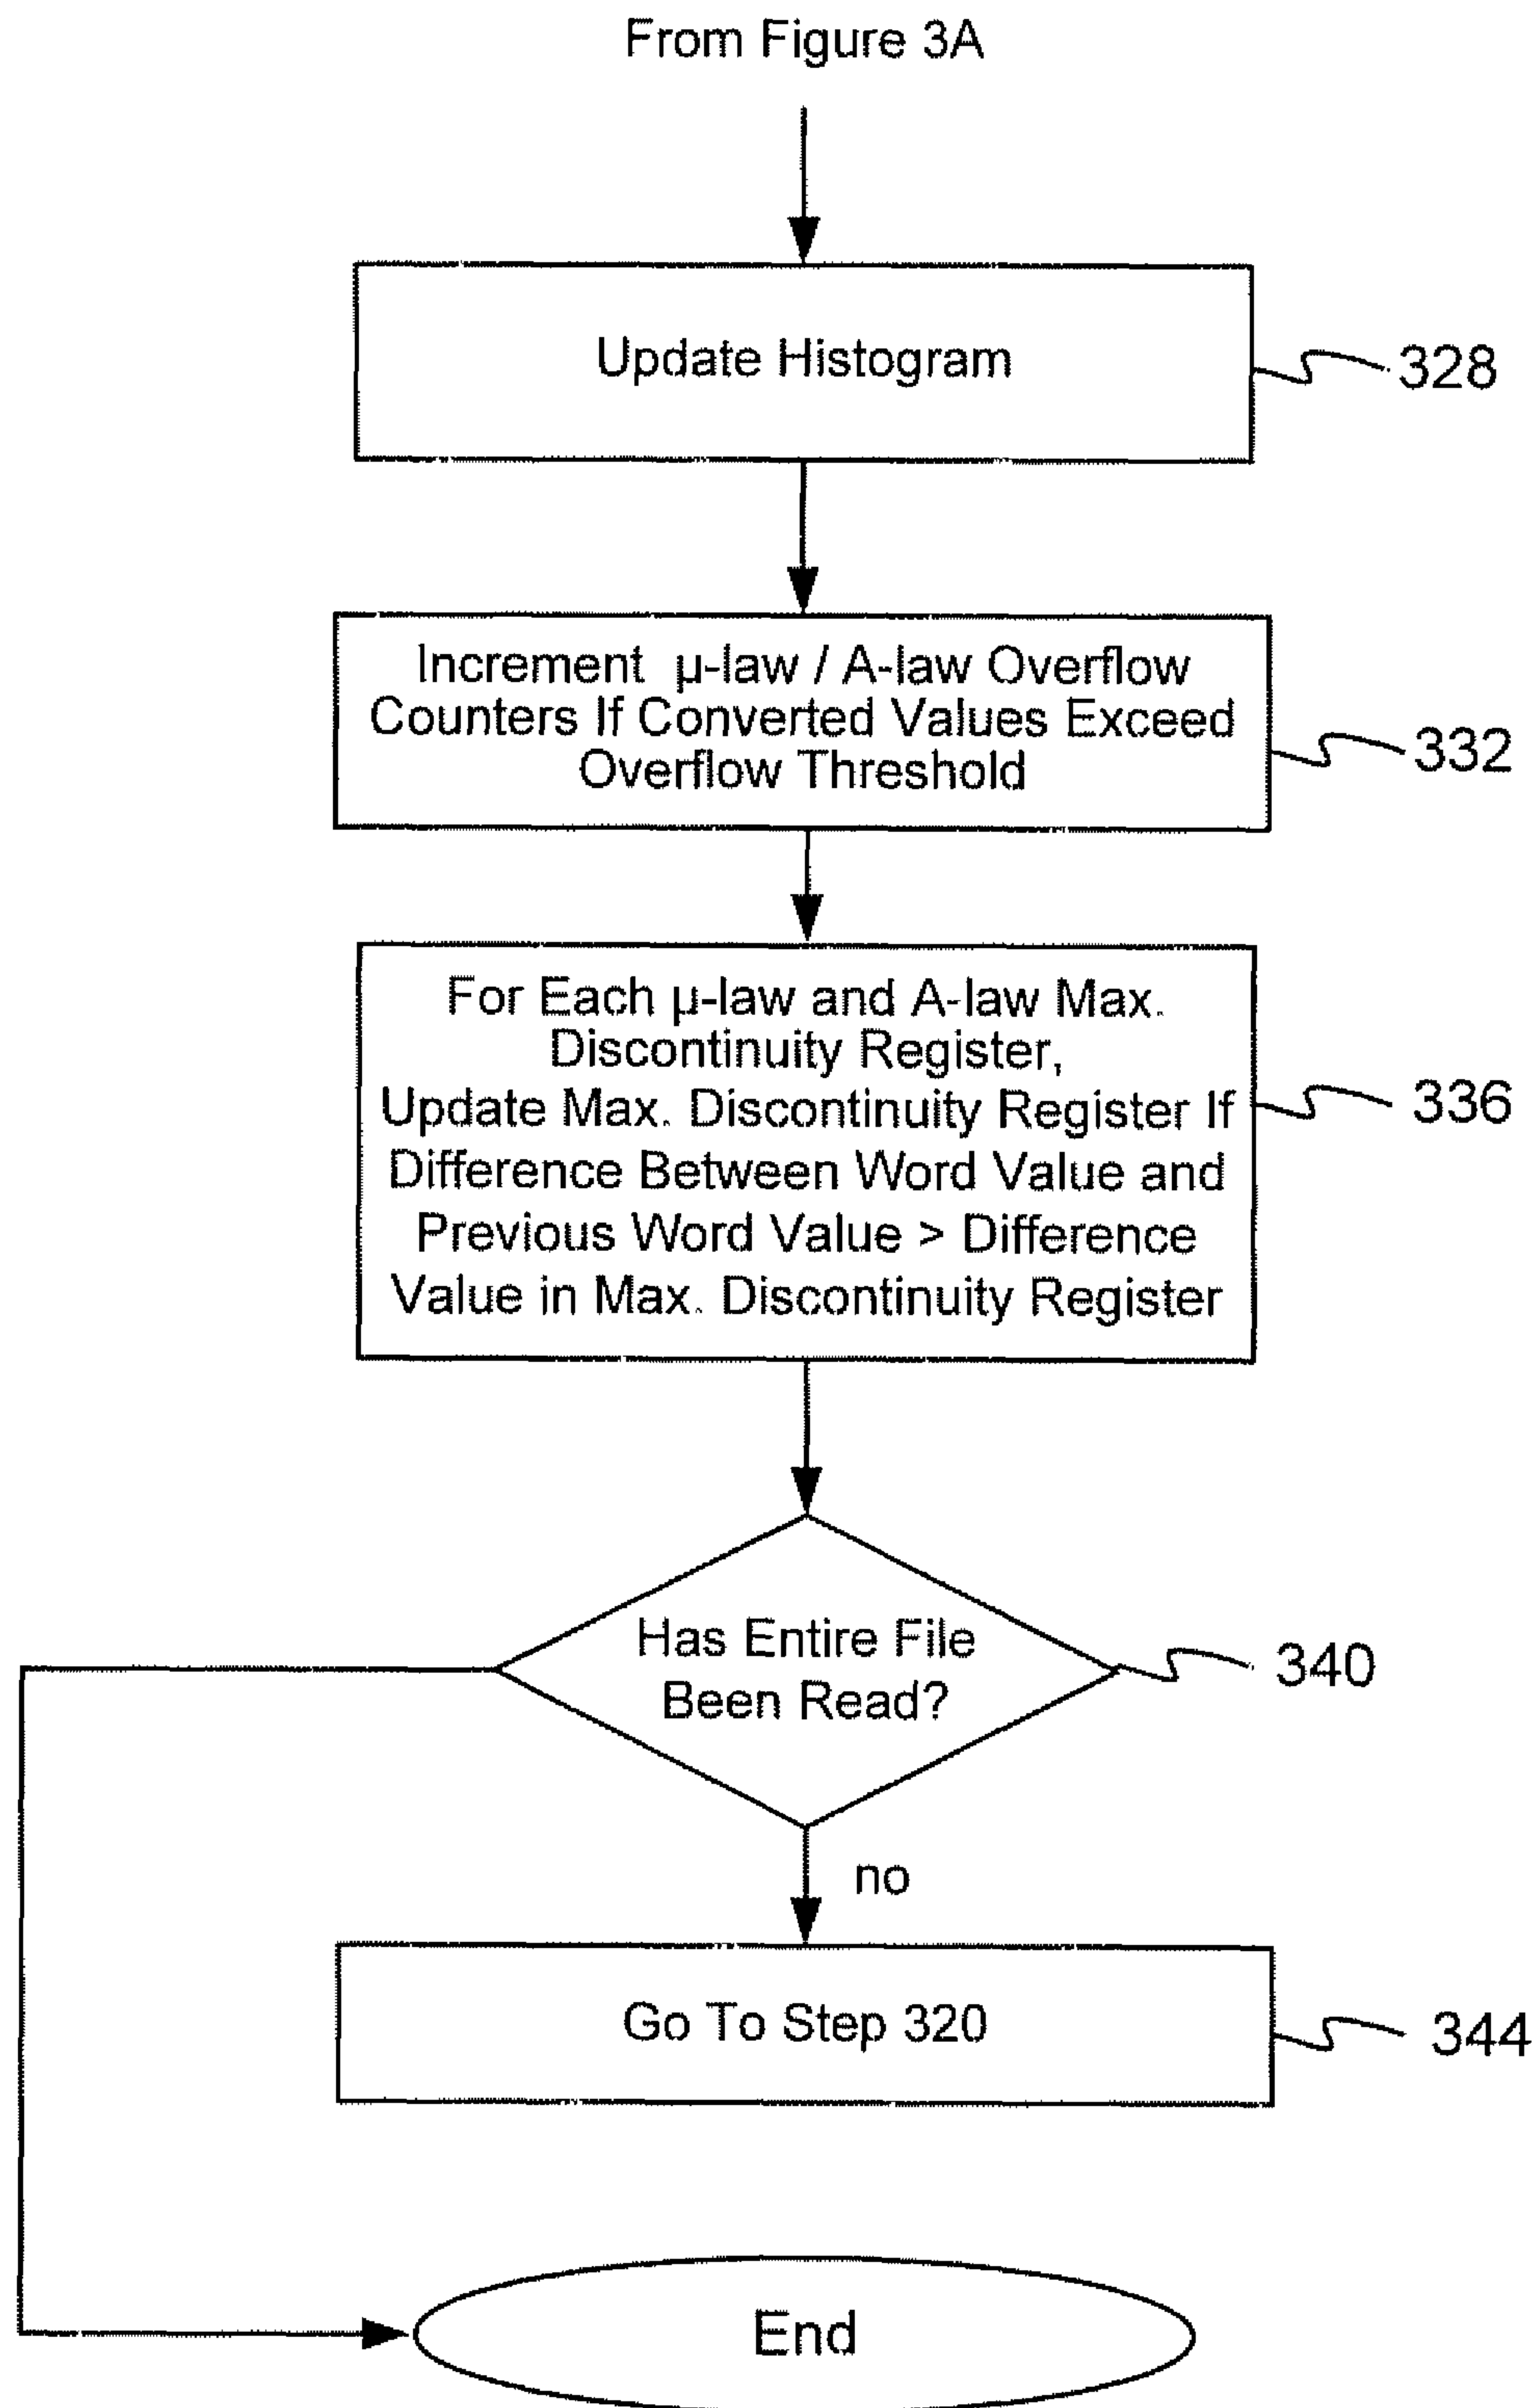 From Figure 3A
Update Histogram
328
Increment µ-law / A-law Overflow
Counters If Converted Values Exceed
Overflow Threshold
332
For Each µ-law and A-law Max.
Discontinuity Register,
Update Max. Discontinuity Register If
Difference Between Word Value and
Previous Word Value > Difference
Value in Max. Discontinuity Register
336
Has Entire File
Been Read?
340
no
Go To Step 320
344
End